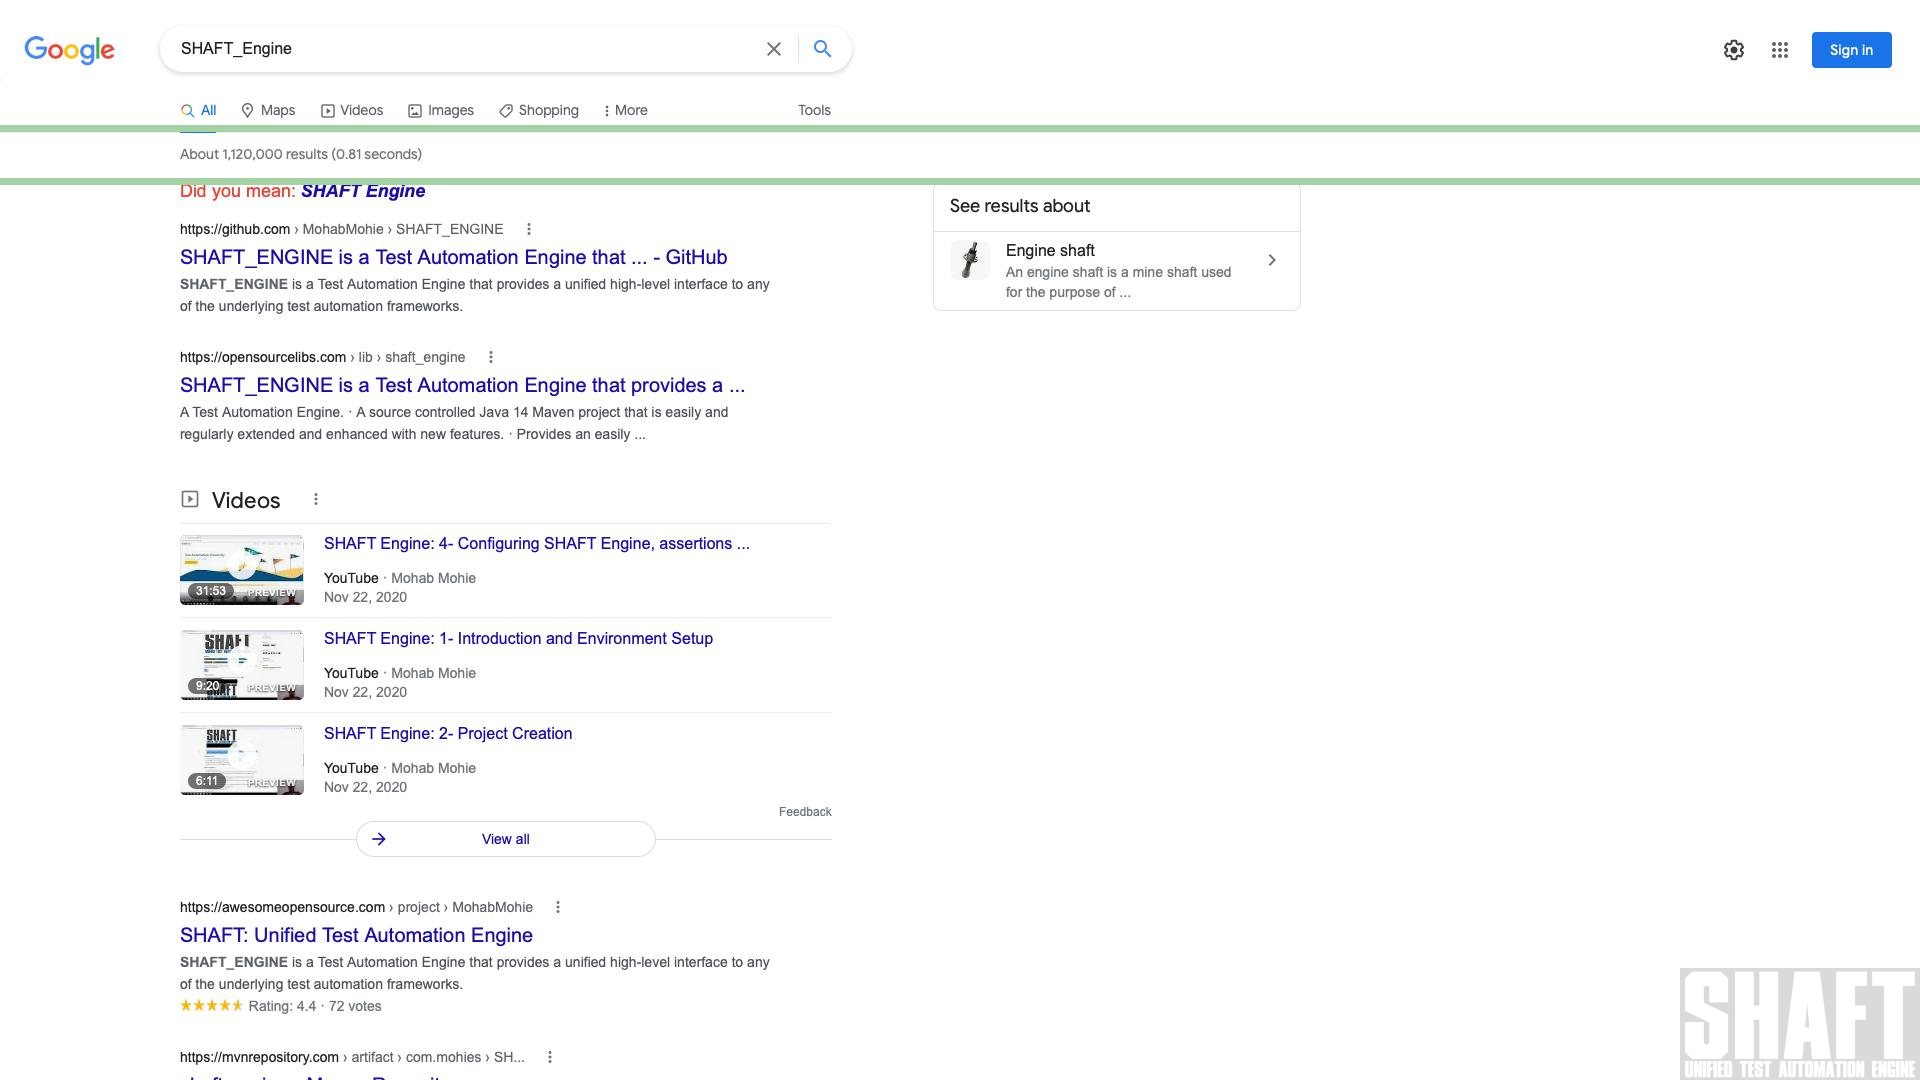 Google
SHAFT_Engine
Sign in
All
Maps
Videos
Images
Shopping
More
Tools
About 1,120,000 results (0.81 seconds)
Did you mean: SHAFT Engine
https://github.com › MohabMohie › SHAFT_ENGINE
SHAFT_ENGINE is a Test Automation Engine that ... - GitHub
SHAFT_ENGINE is a Test Automation Engine that provides a unified high-level interface to any
of the underlying test automation frameworks.
https://opensourcelibs.com › lib › shaft_engine
SHAFT_ENGINE is a Test Automation Engine that provides a ...
A Test Automation Engine. · A source controlled Java 14 Maven project that is easily and
regularly extended and enhanced with new features. · Provides an easily ...
Videos
SHAFT Engine: 4- Configuring SHAFT Engine, assertions ...
31:53
PREVIEW
YouTube · Mohab Mohie
Nov 22, 2020
SHAFT
SHAFT Engine: 1- Introduction and Environment Setup
9:20
PREVIEW
YouTube · Mohab Mohie
Nov 22, 2020
SHAFT
SHAFT Engine: 2- Project Creation
6:11
PREVIEW
YouTube · Mohab Mohie
Nov 22, 2020
Feedback
View all
https://awesomeopensource.com › project › MohabMohie
SHAFT: Unified Test Automation Engine
SHAFT_ENGINE is a Test Automation Engine that provides a unified high-level interface to any
of the underlying test automation frameworks.
Rating: 4.4 · 72 votes
https://mvnrepository.com › artifact › com.mohies › SH...
See results about
Engine shaft
An engine shaft is a mine shaft used
for the purpose of ...
SHAFT
UNIFIED TEST AUTOMATION ENGINE